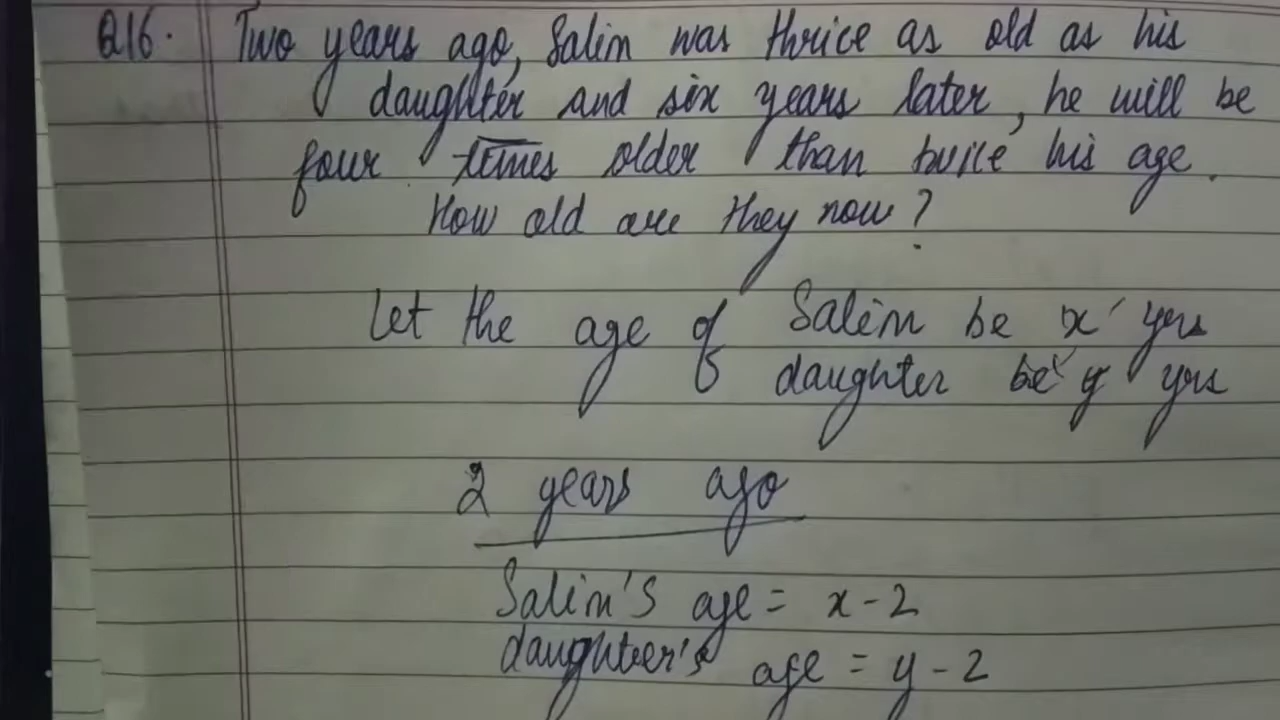 Q16. Two years ago, Salim was thrice as old as his
daughter and six years later, he will be
four times older than twice his age.
How old are they now?
Let the age of Salim be 'x' yrs
daughter be 'y' yrs
2 years ago
Salim's age = x - 2
daughter's age = y - 2